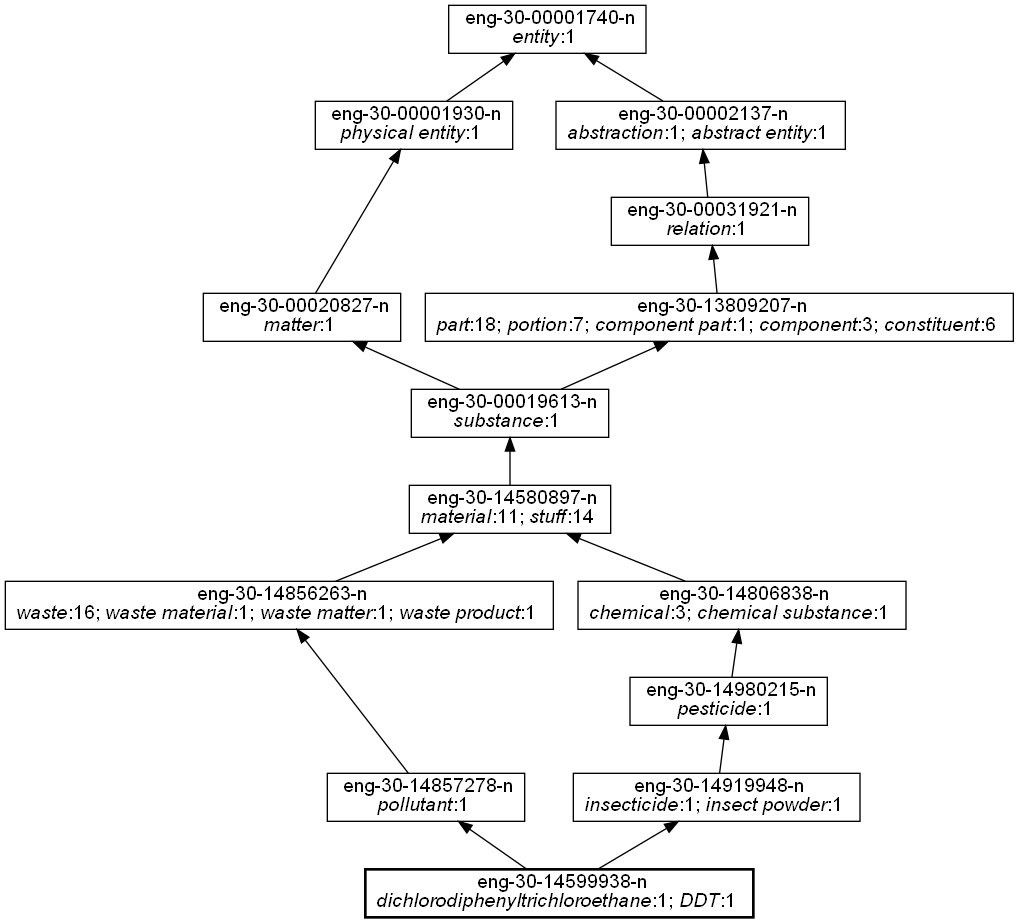 eng-30-00001740-n
entity:1
eng-30-00001930-n
physical entity:1
eng-30-00002137-n
abstraction:1; abstract entity:1
eng-30-00031921-n
relation:1
eng-30-00020827-n
matter:1
eng-30-13809207-n
part:18; portion:7; component part:1; component:3; constituent:6
eng-30-00019613-n
substance:1
eng-30-14580897-n
material:11; stuff:14
eng-30-14856263-n
waste:16; waste material:1; waste matter:1; waste product:1
eng-30-14806838-n
chemical:3; chemical substance:1
eng-30-14980215-n
pesticide:1
eng-30-14857278-n
pollutant:1
eng-30-14919948-n
insecticide:1; insect powder:1
eng-30-14599938-n
dichlorodiphenyltrichloroethane:1; DDT:1